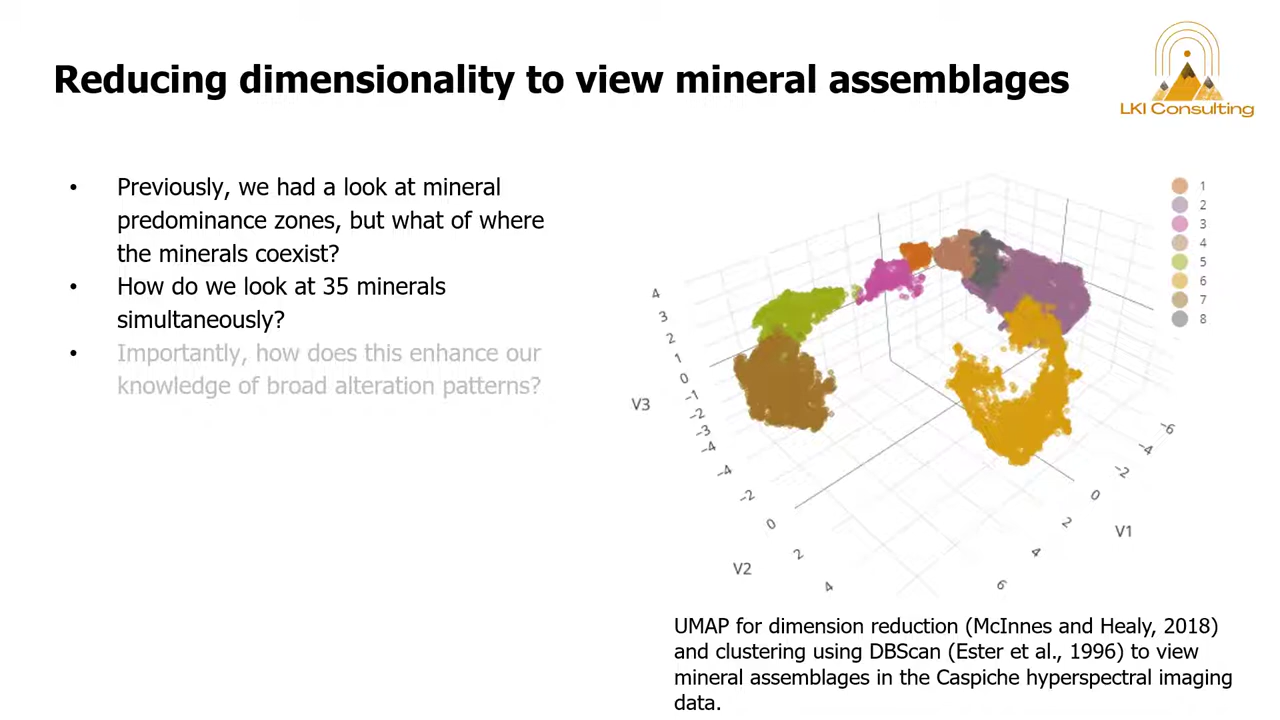 Reducing dimensionality to view mineral assemblages
LKI Consulting
• Previously, we had a look at mineral
predominance zones, but what of where
the minerals coexist?
• How do we look at 35 minerals
simultaneously?
• Importantly, how does this enhance our
knowledge of broad alteration patterns?
1
2
3
4
5
6
7
8
4
3
2
1
0
−1
−2
−3
−4
V3
−4
−2
0
2
4
V2
−6
−4
−2
0
2
4
6
V1
UMAP for dimension reduction (McInnes and Healy, 2018)
and clustering using DBScan (Ester et al., 1996) to view
mineral assemblages in the Caspiche hyperspectral imaging
data.